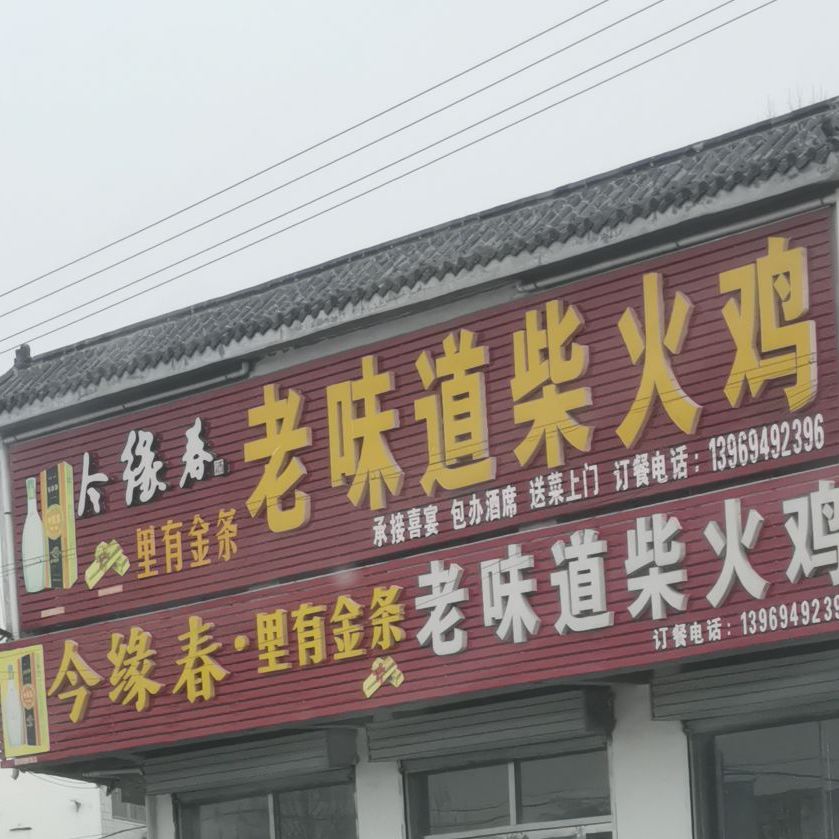 今缘春
里有金条
老味道柴火鸡
承接喜宴 包办酒席 送菜上门 订餐电话：13969492396
今缘春·里有金条
老味道柴火鸡
订餐电话：1396949239